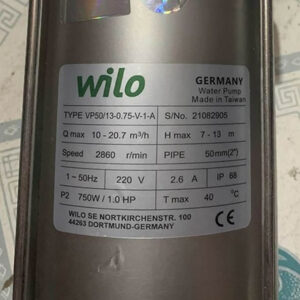 wilo
GERMANY
Water Pump
Made in Taiwan
TYPE VP50/13-0.75-V-1-A S/No. 21082905
Q max 10 - 20.7 m³/h H max 7 - 13 m
Speed 2860 r/min PIPE 50mm(2")
1 ~ 50Hz 220 V 2.6 A IP 68
P2 750W / 1.0 HP T max 40 °C
WILO SE NORTKIRCHENSTR. 100
44263 DORTMUND-GERMANY
CE